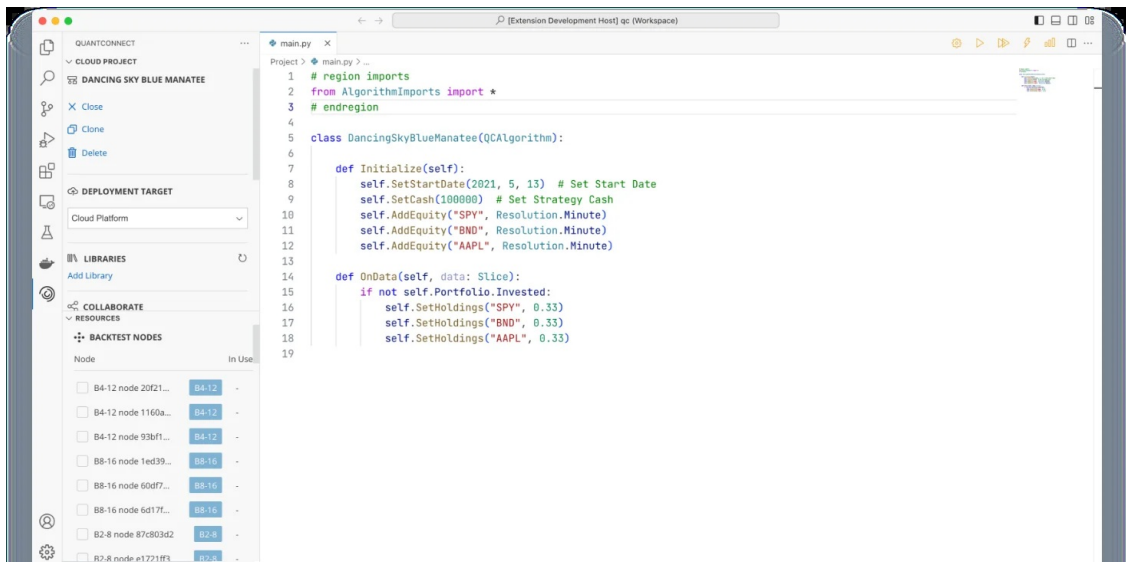 [Extension Development Host] qc (Workspace)
QUANTCONNECT
CLOUD PROJECT
DANCING SKY BLUE MANATEE
Close
Clone
Delete
DEPLOYMENT TARGET
Cloud Platform
LIBRARIES
Add Library
COLLABORATE
RESOURCES
BACKTEST NODES
Node In Use
B4-12 node 20f21... B4-12 -
B4-12 node 1160a... B4-12 -
B4-12 node 93bf1... B4-12 -
B8-16 node 1ed39... B8-16 -
B8-16 node 60df7... B8-16 -
B8-16 node 6d17f... B8-16 -
B2-8 node 87c803d2 B2-8 -
B2-8 node e1721ff3 B2-8 -
main.py
Project > main.py > ...
1 # region imports
2 from AlgorithmImports import *
3 # endregion
4
5 class DancingSkyBlueManatee(QCAlgorithm):
6
7 def Initialize(self):
8 self.SetStartDate(2021, 5, 13) # Set Start Date
9 self.SetCash(100000) # Set Strategy Cash
10 self.AddEquity("SPY", Resolution.Minute)
11 self.AddEquity("BND", Resolution.Minute)
12 self.AddEquity("AAPL", Resolution.Minute)
13
14 def OnData(self, data: Slice):
15 if not self.Portfolio.Invested:
16 self.SetHoldings("SPY", 0.33)
17 self.SetHoldings("BND", 0.33)
18 self.SetHoldings("AAPL", 0.33)
19